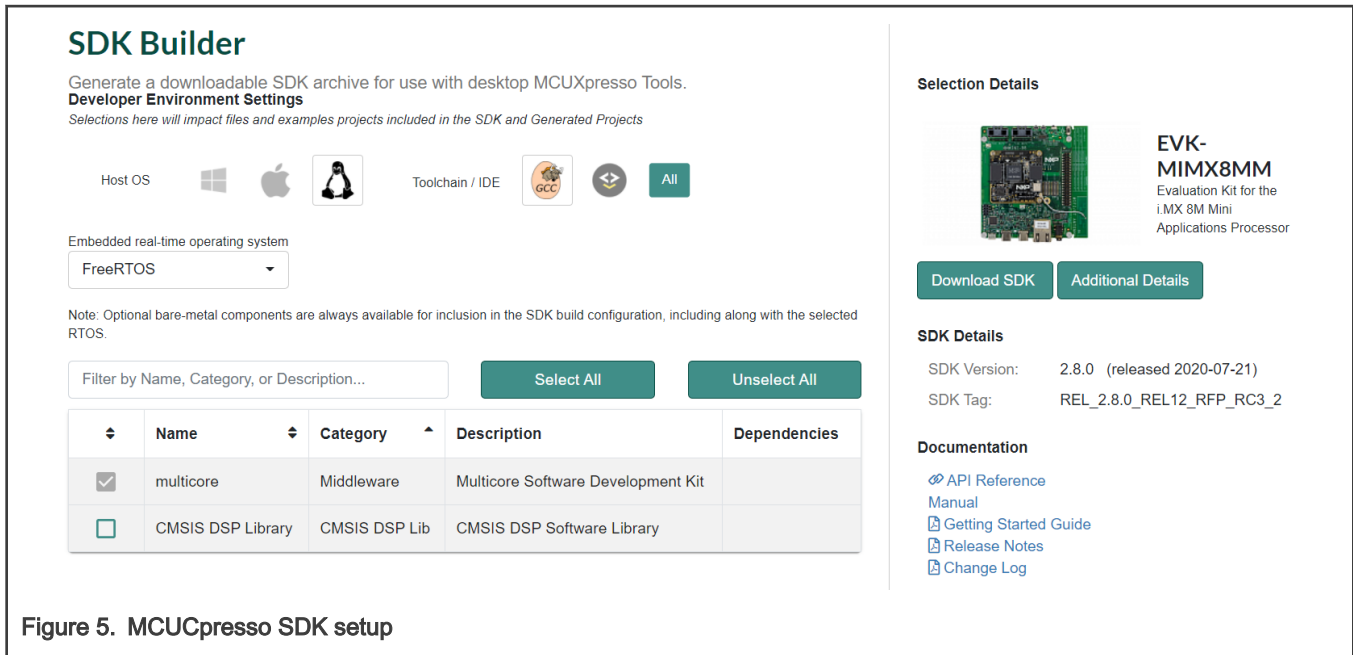 SDK Builder
Generate a downloadable SDK archive for use with desktop MCUXpresso Tools.
Developer Environment Settings
Selections here will impact files and examples projects included in the SDK and Generated Projects
Host OS
Toolchain / IDE
GCC
All
Embedded real-time operating system
FreeRTOS
Note: Optional bare-metal components are always available for inclusion in the SDK build configuration, including along with the selected
RTOS.
Filter by Name, Category, or Description...
Select All
Unselect All
Name Category Description Dependencies
multicore Middleware Multicore Software Development Kit
CMSIS DSP Library CMSIS DSP Lib CMSIS DSP Software Library
Selection Details
NXP
NXP
EVK-
MIMX8MM
Evaluation Kit for the
i.MX 8M Mini
Applications Processor
Download SDK
Additional Details
SDK Details
SDK Version: 2.8.0 (released 2020-07-21)
SDK Tag: REL_2.8.0_REL12_RFP_RC3_2
Documentation
API Reference
Manual
Getting Started Guide
Release Notes
Change Log
Figure 5. MCUCpresso SDK setup